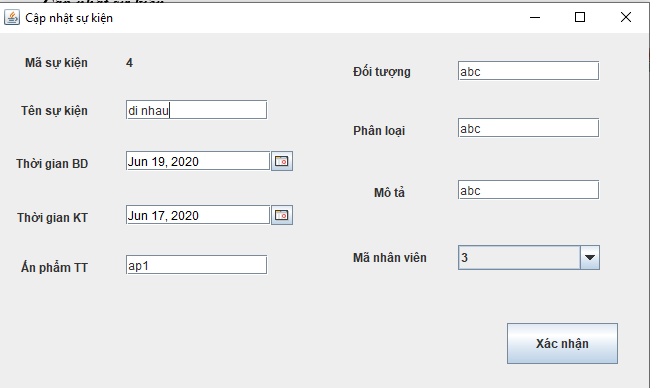 Cập nhật sự kiện
Mã sự kiện 4
Tên sự kiện di nhau
Thời gian BD Jun 19, 2020
Thời gian KT Jun 17, 2020
Ấn phẩm TT ap1
Đối tượng abc
Phân loại abc
Mô tả abc
Mã nhân viên 3
Xác nhận